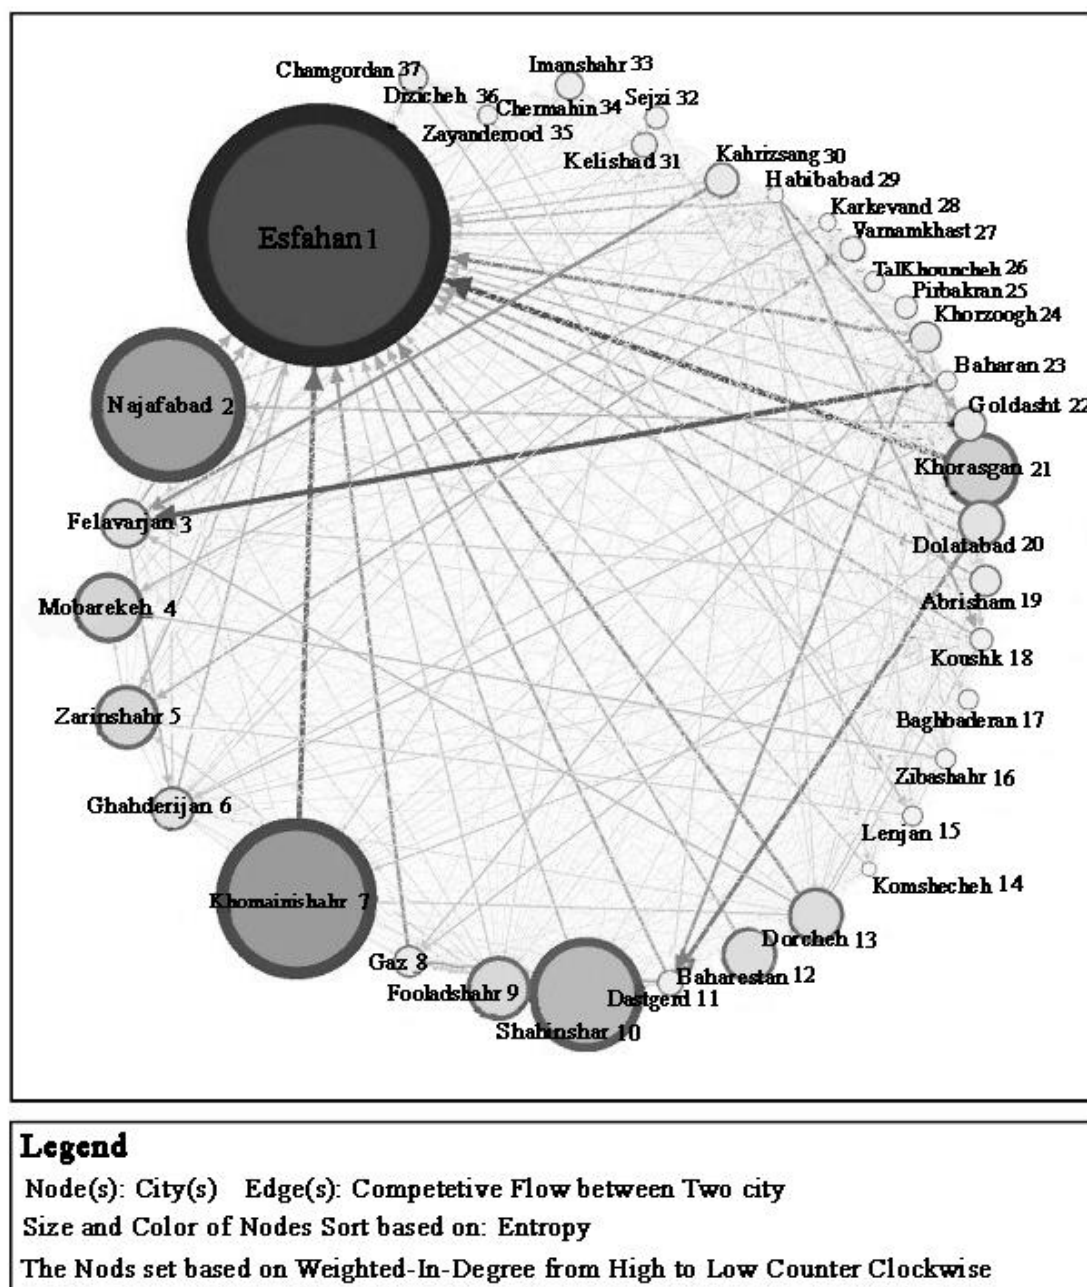 Chamgordan 37
Imanshahr 33
Dizicheh 36
Chermahin 34
Sejzi 32
Zayanderood 35
Kelishad 31
Kahrizsang 30
Habibabad 29
Karkevand 28
Varnamkhast 27
TalKhouncheh 26
Pirbakran 25
Khorzoogh 24
Baharan 23
Goldasht 22
Khorasgan 21
Dolatabad 20
Abrisham 19
Koushk 18
Baghbaderan 17
Zibashahr 16
Lenjan 15
Komshecheh 14
Dorcheh 13
Baharestan 12
Dastgerd 11
Shahinshar 10
Fooladshahr 9
Gaz 8
Khomainishahr 7
Ghahderijan 6
Zarinshahr 5
Mobarekeh 4
Felavarjan 3
Najafabad 2
Esfahan 1
Legend
Node(s): City(s) Edge(s): Competetive Flow between Two city
Size and Color of Nodes Sort based on: Entropy
The Nods set based on Weighted-In-Degree from High to Low Counter Clockwise